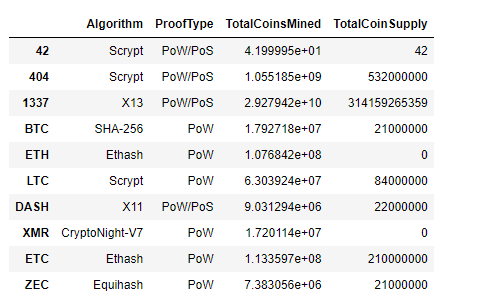 Algorithm ProofType TotalCoinsMined TotalCoinSupply
42 Scrypt PoW/PoS 4.199995e+01 42
404 Scrypt PoW/PoS 1.055185e+09 532000000
1337 X13 PoW/PoS 2.927942e+10 314159265359
BTC SHA-256 PoW 1.792718e+07 21000000
ETH Ethash PoW 1.076842e+08 0
LTC Scrypt PoW 6.303924e+07 84000000
DASH X11 PoW/PoS 9.031294e+06 22000000
XMR CryptoNight-V7 PoW 1.720114e+07 0
ETC Ethash PoW 1.133597e+08 210000000
ZEC Equihash PoW 7.383056e+06 21000000